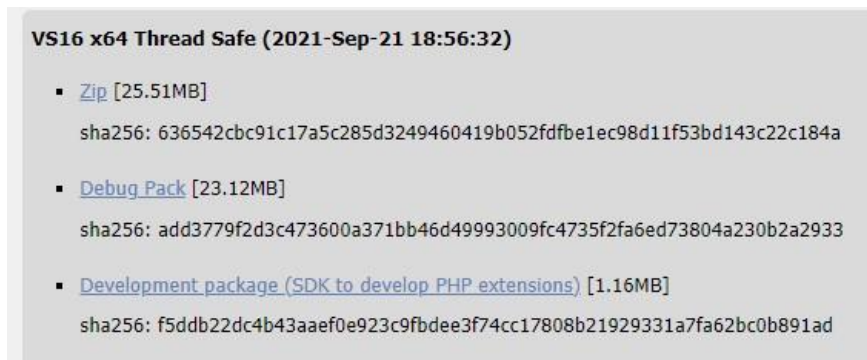 VS16 x64 Thread Safe (2021-Sep-21 18:56:32)
Zip [25.51MB]
sha256: 636542cbc91c17a5c285d3249460419b052fdfbe1ec98d11f53bd143c22c184a
Debug Pack [23.12MB]
sha256: add3779f2d3c473600a371bb46d49993009fc4735f2fa6ed73804a230b2a2933
Development package (SDK to develop PHP extensions) [1.16MB]
sha256: f5ddb22dc4b43aaef0e923c9fbdee3f74cc17808b21929331a7fa62bc0b891ad